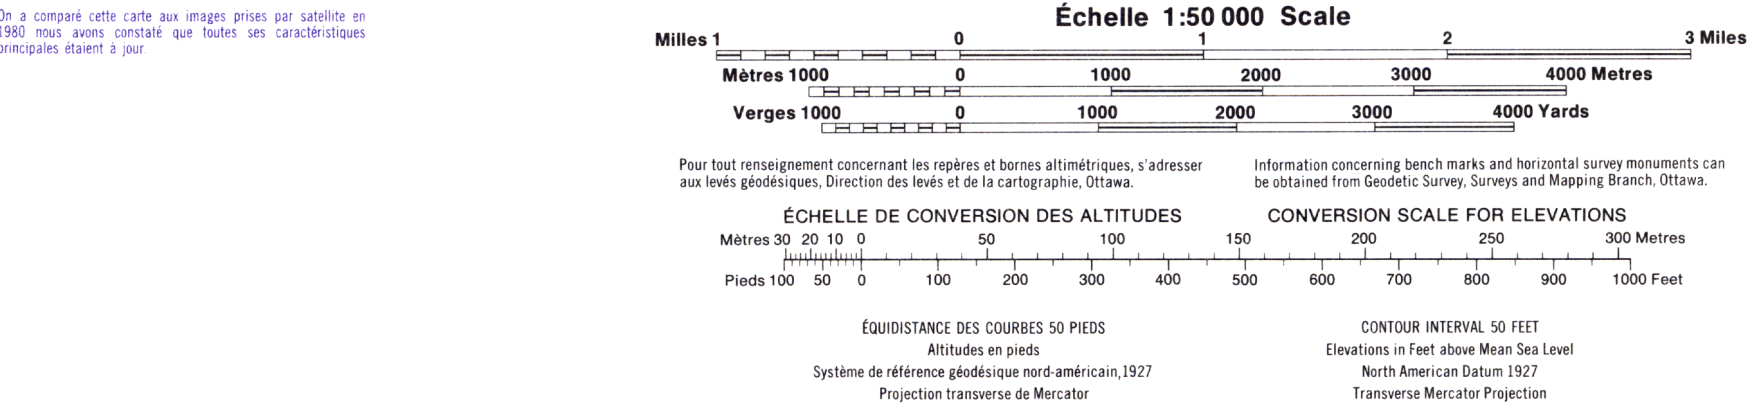 On a comparé cette carte aux images prises par satellite en
1980 nous avons constaté que toutes ses caractéristiques
principales étaient à jour.
Échelle 1:50 000 Scale
Milles 1 0 1 2 3 Miles
Mètres 1000 0 1000 2000 3000 4000 Metres
Verges 1000 0 1000 2000 3000 4000 Yards
Pour tout renseignement concernant les repères et bornes altimétriques, s'adresser
aux levés géodésiques, Direction des levés et de la cartographie, Ottawa.
Information concerning bench marks and horizontal survey monuments can
be obtained from Geodetic Survey, Surveys and Mapping Branch, Ottawa.
ÉCHELLE DE CONVERSION DES ALTITUDES CONVERSION SCALE FOR ELEVATIONS
Mètres 30 20 10 0 50 100 150 200 250 300 Metres
Pieds 100 50 0 100 200 300 400 500 600 700 800 900 1000 Feet
ÉQUIDISTANCE DES COURBES 50 PIEDS
Altitudes en pieds
Système de référence géodésique nord-américain,1927
Projection transverse de Mercator
CONTOUR INTERVAL 50 FEET
Elevations in Feet above Mean Sea Level
North American Datum 1927
Transverse Mercator Projection